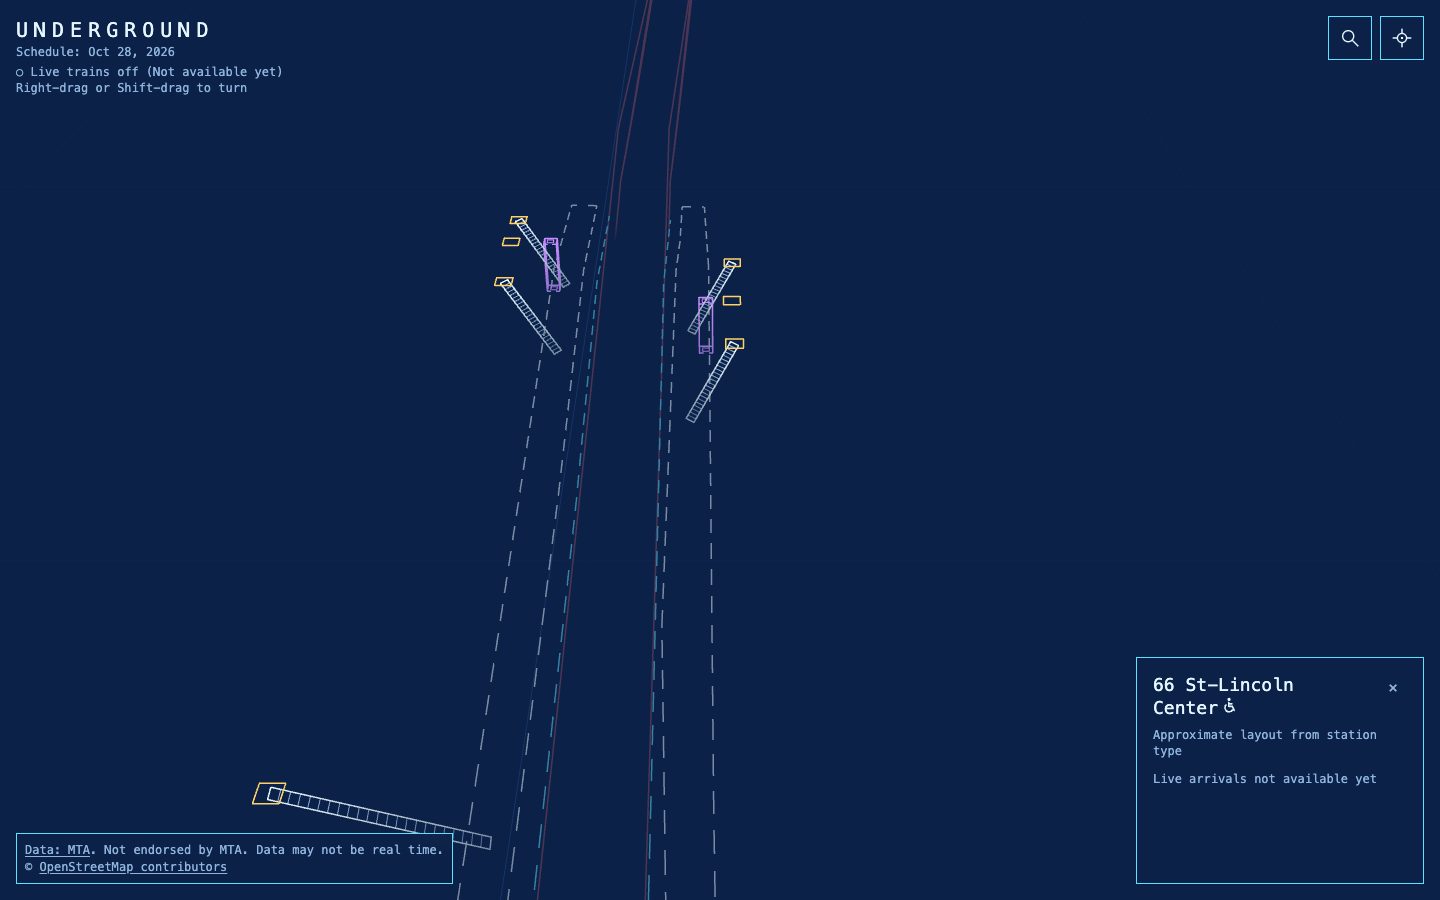 UNDERGROUND
Schedule: Oct 28, 2026
Live trains off (Not available yet)
Right-drag or Shift-drag to turn
66 St-Lincoln
Center
×
Approximate layout from station
type
Live arrivals not available yet
Data: MTA. Not endorsed by MTA. Data may not be real time.
© OpenStreetMap contributors